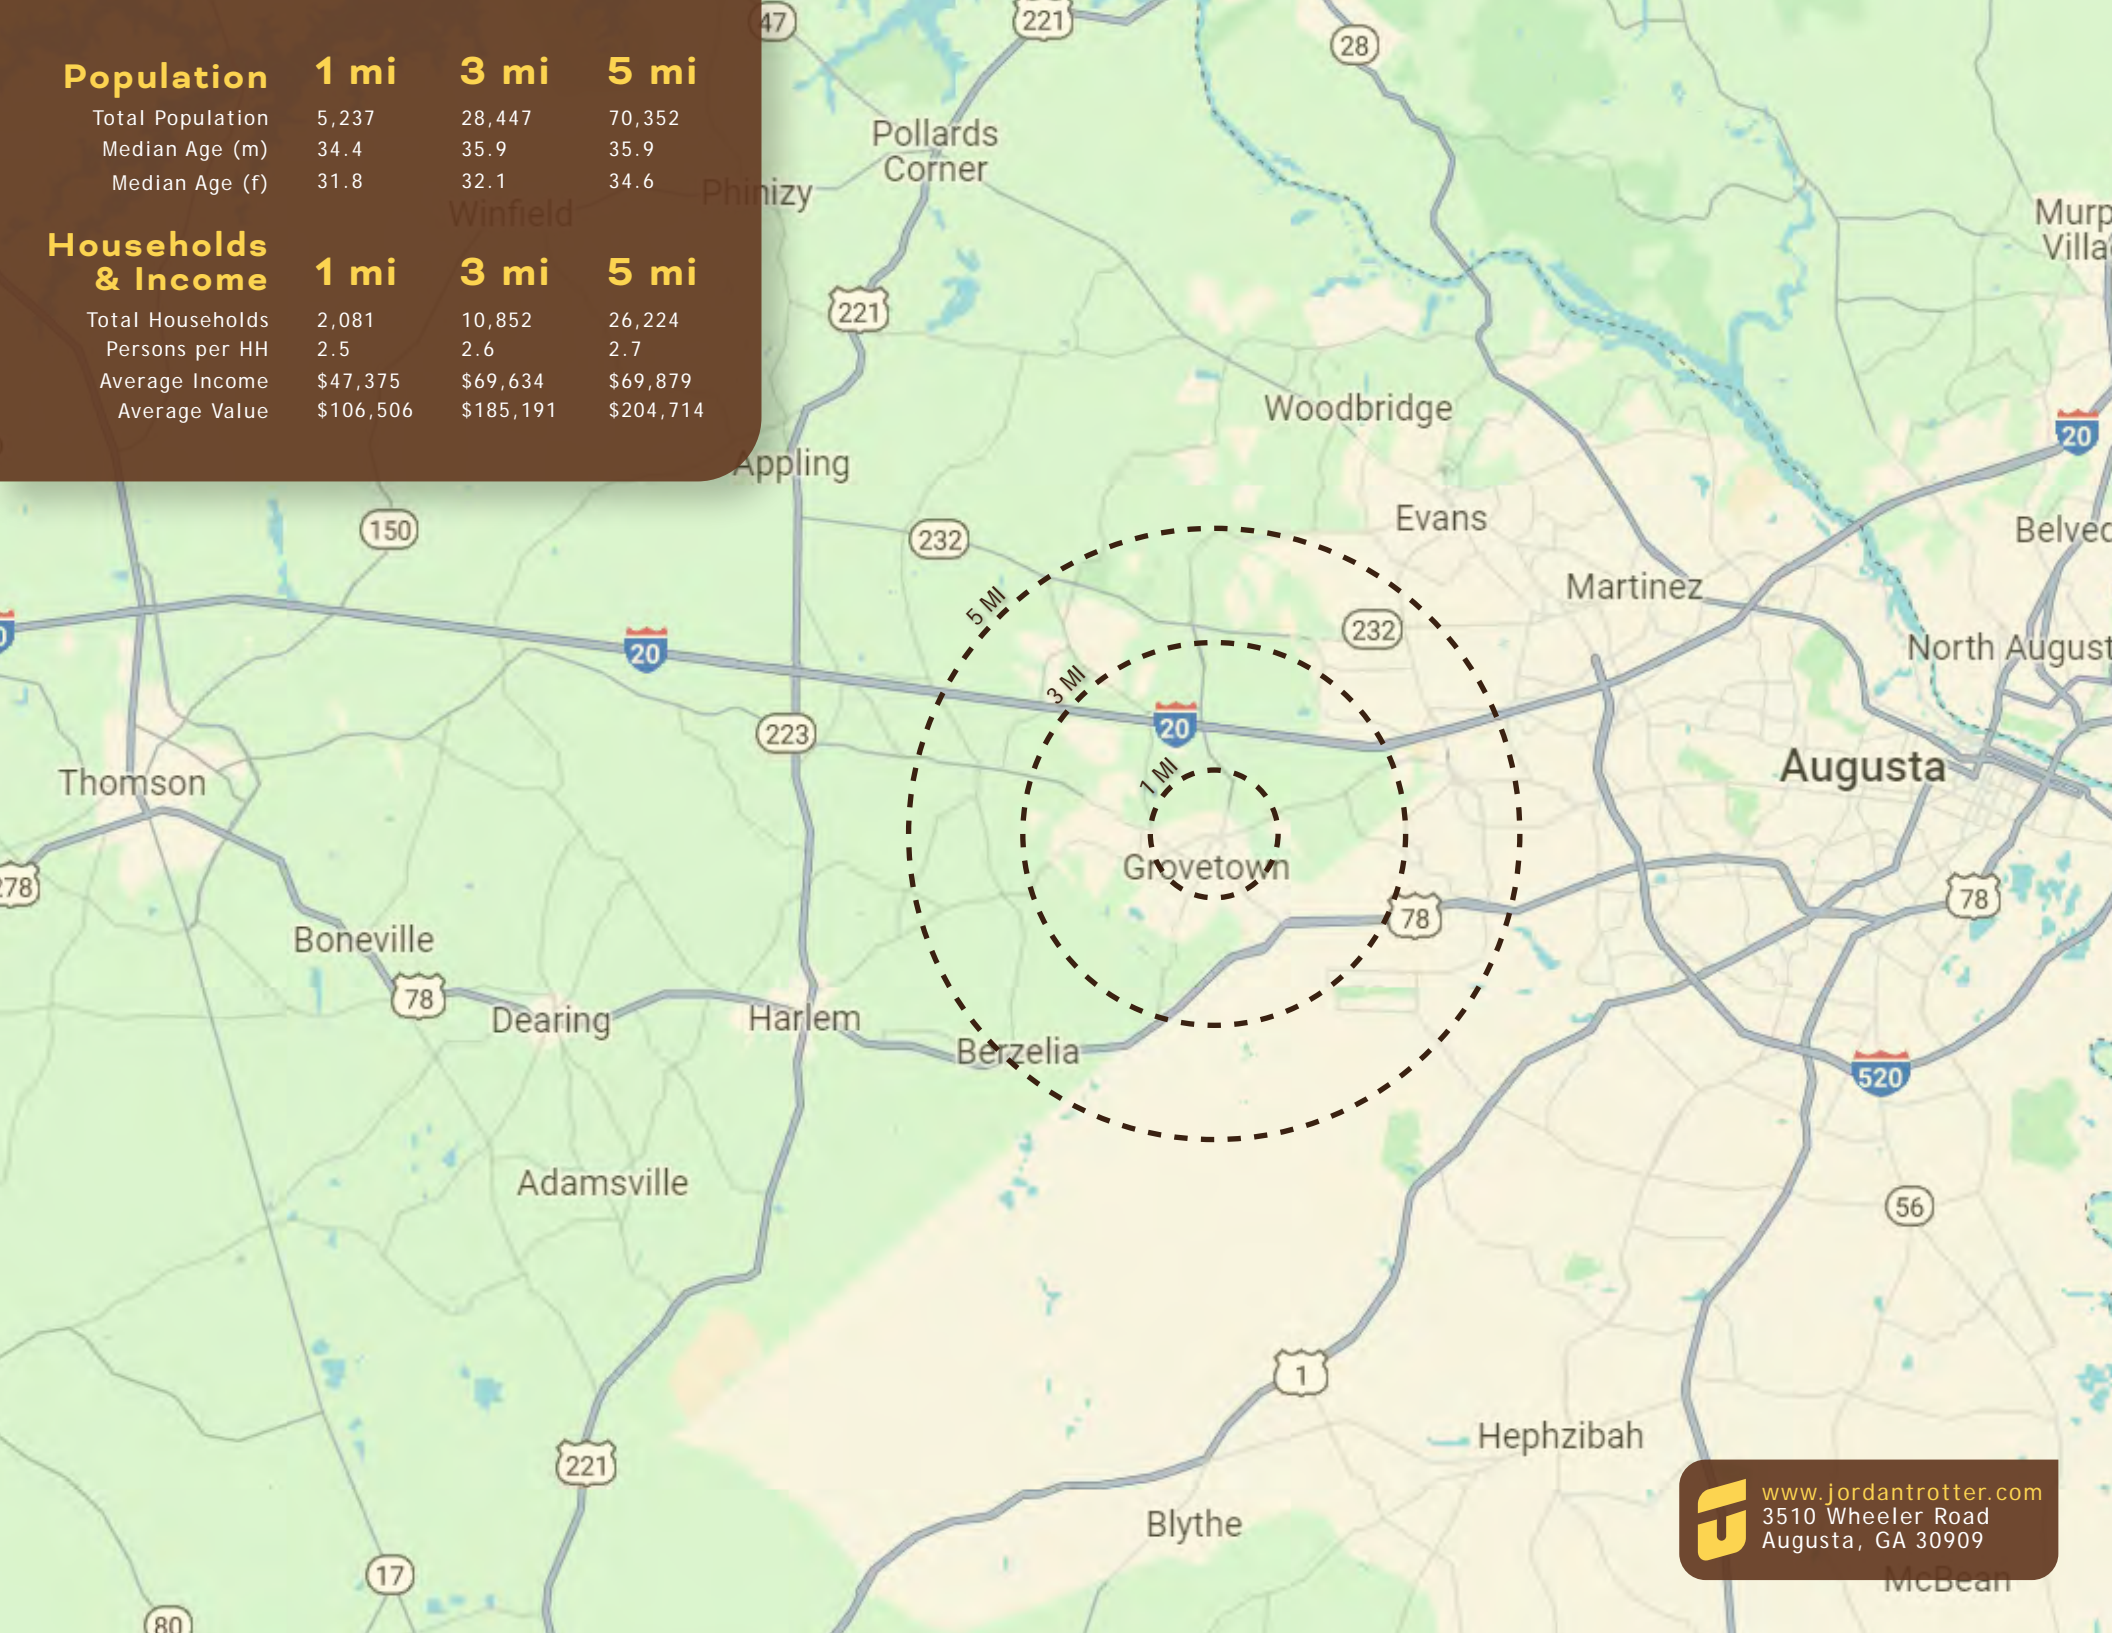 Population 1 mi 3 mi 5 mi
Total Population 5,237 28,447 70,352
Median Age (m) 34.4 35.9 35.9
Median Age (f) 31.8 32.1 34.6
Households
& Income 1 mi 3 mi 5 mi
Total Households 2,081 10,852 26,224
Persons per HH 2.5 2.6 2.7
Average Income $47,375 $69,634 $69,879
Average Value $106,506 $185,191 $204,714
47
221
28
Pollards
Corner
Phinizy
Winfield
Murp
Villa
221
Woodbridge
20
Appling
150
232
Evans
Belved
5 MI
Martinez
232
20
North August
3 MI
20
223
1 MI
Augusta
Thomson
Grovetown
278
78
78
Boneville
78
Dearing
Harlem
Berzelia
520
Adamsville
56
1
Hephzibah
221
Blythe
17
80
www.jordantrotter.com
3510 Wheeler Road
Augusta, GA 30909
McBean